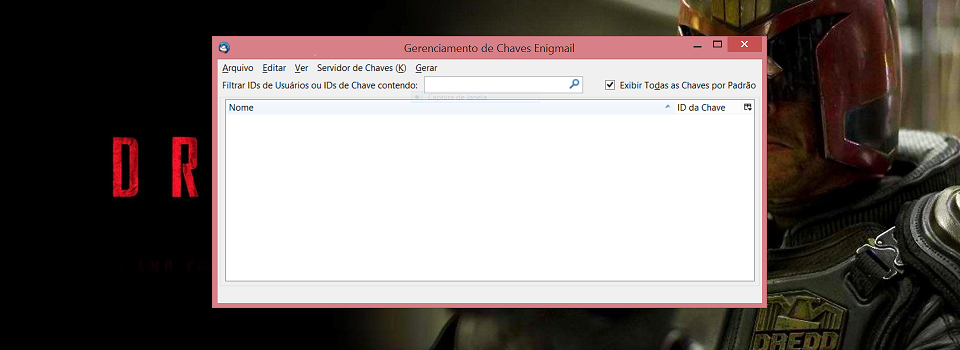 Gerenciamento de Chaves Enigmail
Arquivo Editar Ver Servidor de Chaves (K) Gerar
Filtrar IDs de Usuários ou IDs de Chave contendo: Exibir Todas as Chaves por Padrão
Nome ID da Chave
D R
DREDD